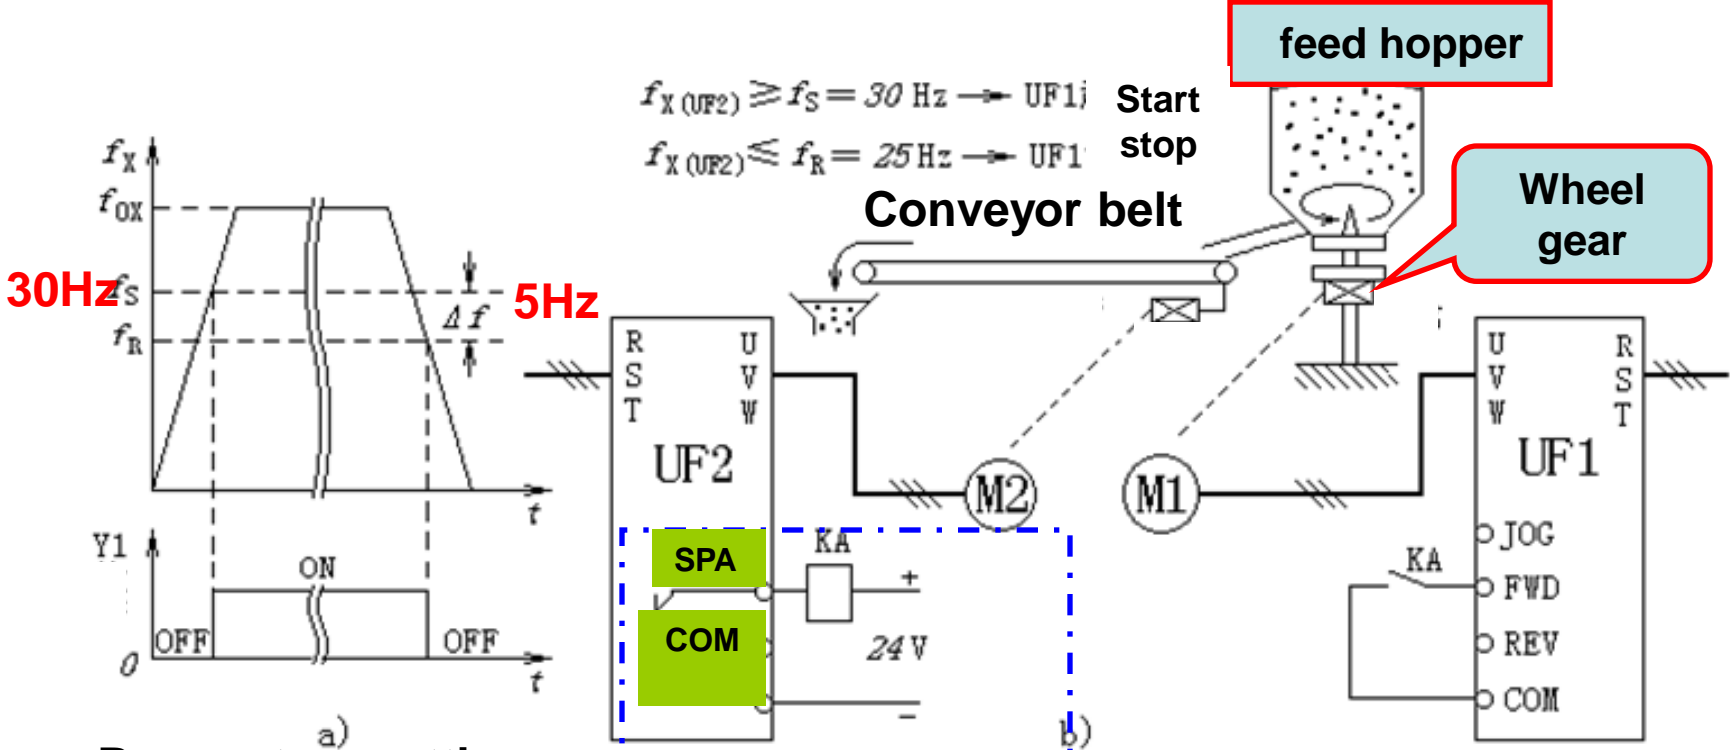 feed hopper
f_X(UF2) ≥ f_S = 30 Hz → UF1 Start
f_X(UF2) ≤ f_R = 25 Hz → UF1 stop
Wheel
gear
Conveyor belt
f_X
f_OX
30Hz f_S
5Hz
Δf
f_R
t
R U
S V
T W
UF2
M2
M1
U R
V S
W T
UF1
JOG
KA FWD
REV
COM
Y1
ON
OFF
OFF
0
t
SPA
KA
+
COM
24 V
−
a)
b)